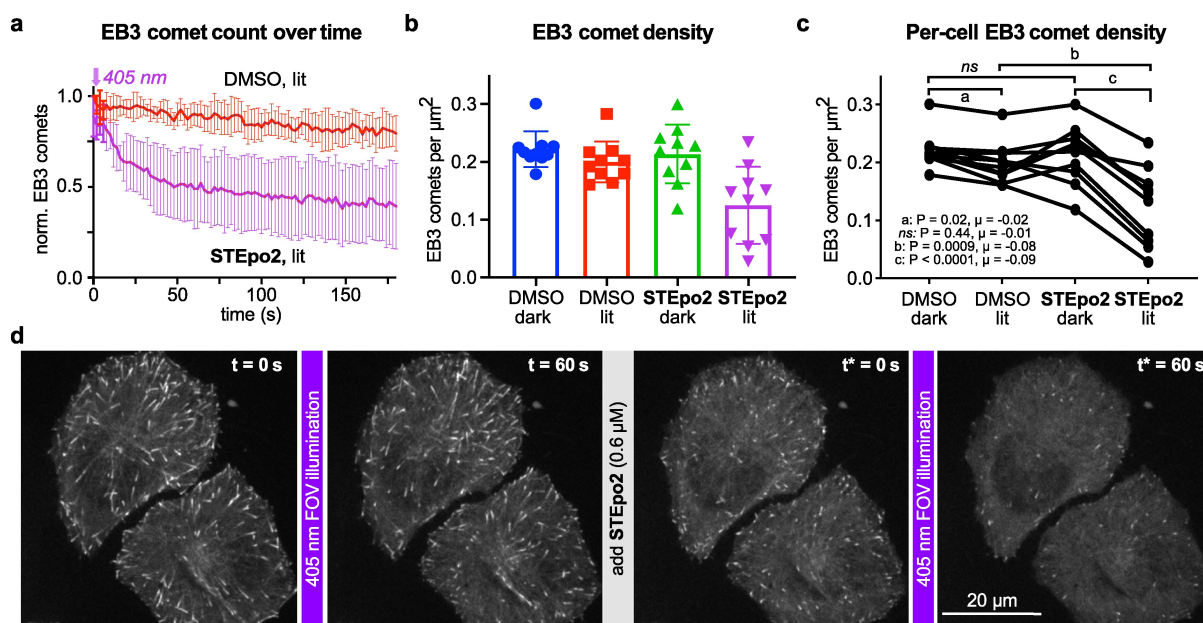 a
EB3 comet count over time
405 nm
DMSO, lit
norm. EB3 comets
1.0
0.5
0.0
STEpo2, lit
0
50
100
150
time (s)
b
EB3 comet density
EB3 comets per μm2
0.3
0.2
0.1
0.0
DMSO
dark
DMSO
lit
STEpo2
dark
STEpo2
lit
c
Per-cell EB3 comet density
b
ns
c
a
EB3 comets per μm2
0.3
0.2
0.1
0.0
a: P = 0.02, μ = -0.02
ns: P = 0.44, μ = -0.01
b: P = 0.0009, μ = -0.08
c: P < 0.0001, μ = -0.09
DMSO
dark
DMSO
lit
STEpo2
dark
STEpo2
lit
d
t = 0 s
405 nm FOV illumination
t = 60 s
add STEpo2 (0.6 μM)
t* = 0 s
405 nm FOV illumination
t* = 60 s
20 μm